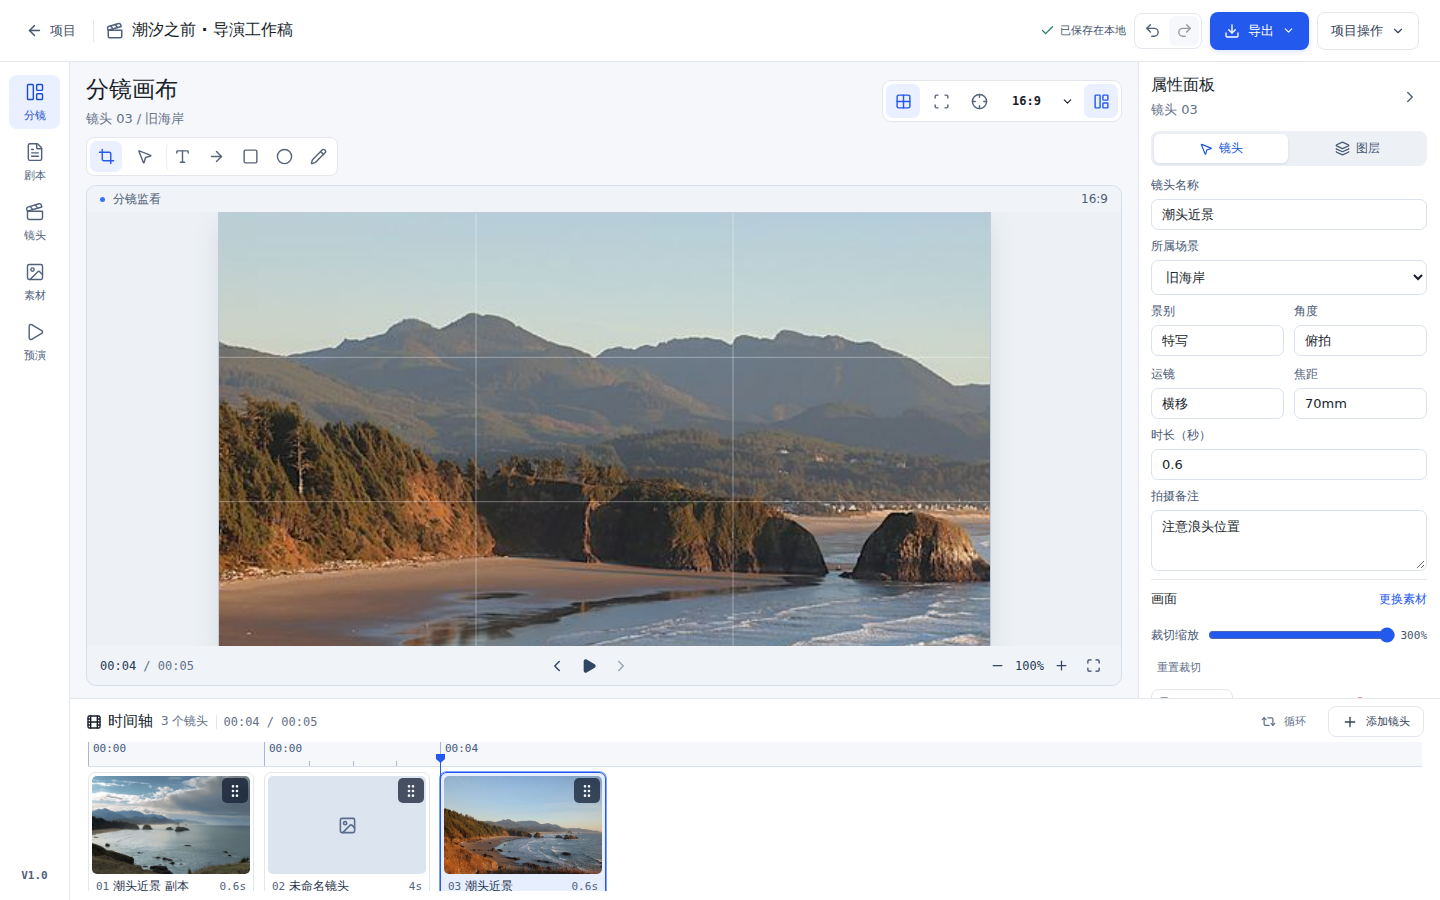 项目
潮汐之前 · 导演工作稿
已保存在本地
导出
项目操作
分镜
剧本
镜头
素材
预演
V1.0
分镜画布
镜头 03 / 旧海岸
16:9
分镜监看
16:9
00:04 / 00:05
100%
属性面板
镜头 03
镜头
图层
镜头名称
潮头近景
所属场景
旧海岸
景别
角度
特写
俯拍
运镜
焦距
横移
70mm
时长（秒）
0.6
拍摄备注
注意浪头位置
画面
更换素材
裁切缩放
300%
重置裁切
时间轴
3 个镜头
00:04 / 00:05
循环
添加镜头
00:00
00:00
00:04
01 潮头近景 副本 0.6s
02 未命名镜头 4s
03 潮头近景 0.6s